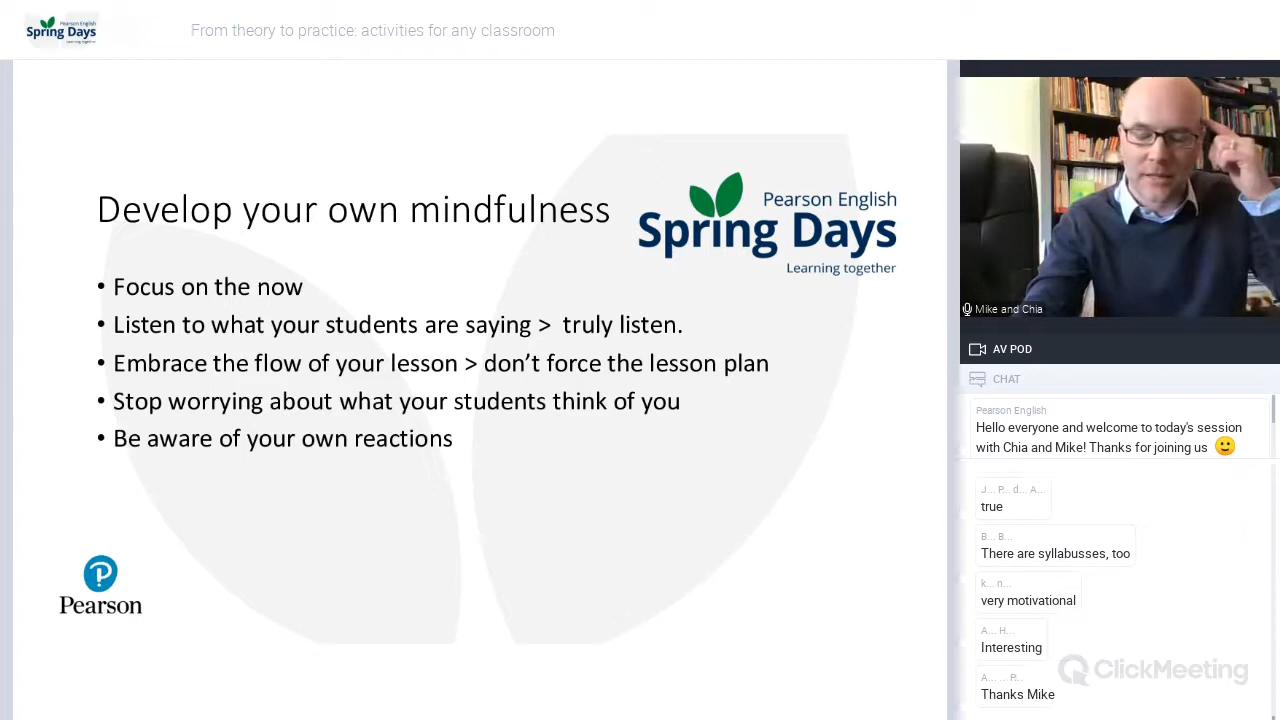 Pearson English
Spring Days
Learning together
From theory to practice: activities for any classroom
Develop your own mindfulness
Pearson English
Spring Days
Learning together
• Focus on the now
• Listen to what your students are saying > truly listen.
• Embrace the flow of your lesson > don’t force the lesson plan
• Stop worrying about what your students think of you
• Be aware of your own reactions
Pearson
Mike and Chia
AV POD
CHAT
Pearson English
Hello everyone and welcome to today's session
with Chia and Mike! Thanks for joining us
J... P... d... A...
true
B... B...
There are syllabusses, too
k... n...
very motivational
A... H...
Interesting
A... ... P...
Thanks Mike
ClickMeeting